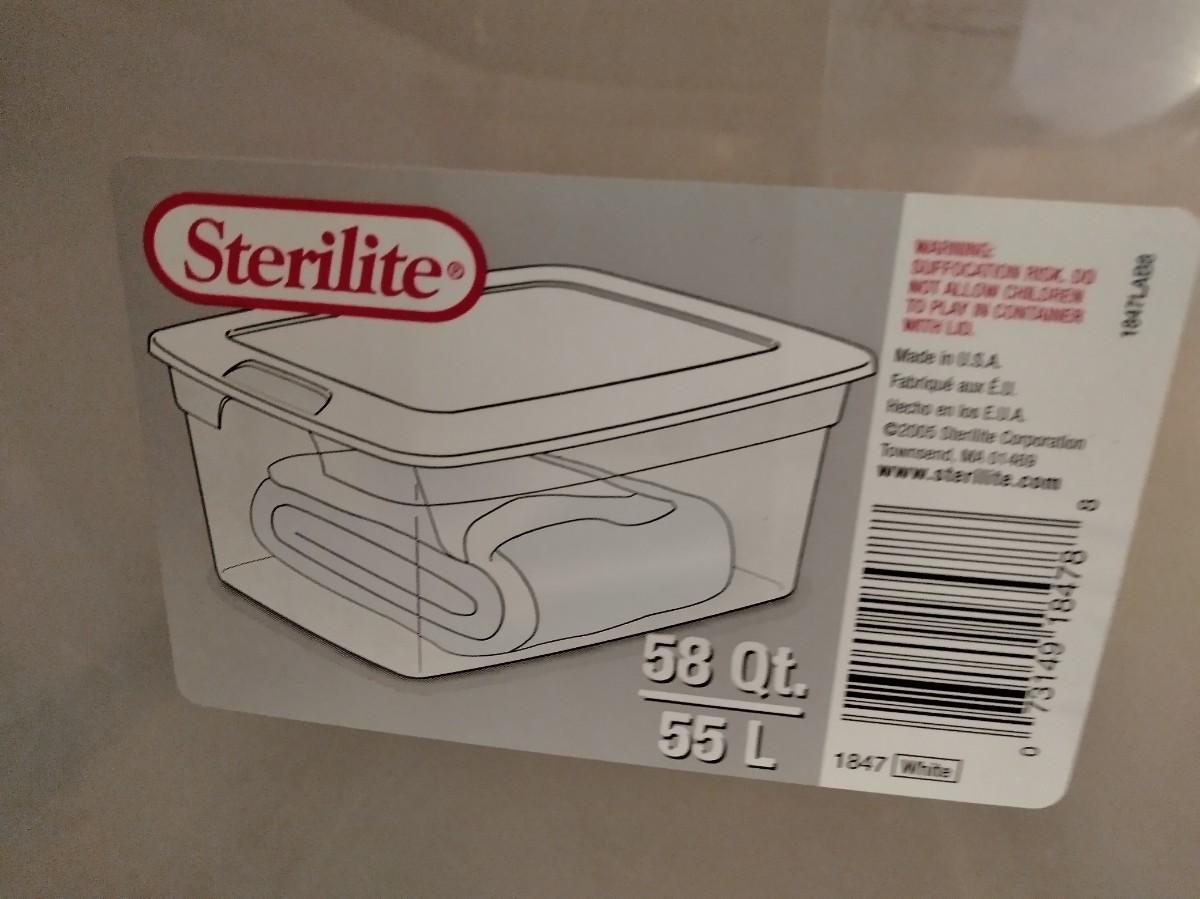 Sterilite®
WARNING:
SUFFOCATION RISK. DO
NOT ALLOW CHILDREN
TO PLAY IN CONTAINER
WITH LID.
1847LAB8
Made in U.S.A.
Fabriqué aux É.U.
Hecho en los E.U.A.
©2005 Sterilite Corporation
Townsend, MA 01469
www.sterilite.com
0 73149 18478 8
58 Qt.
55 L
1847 White